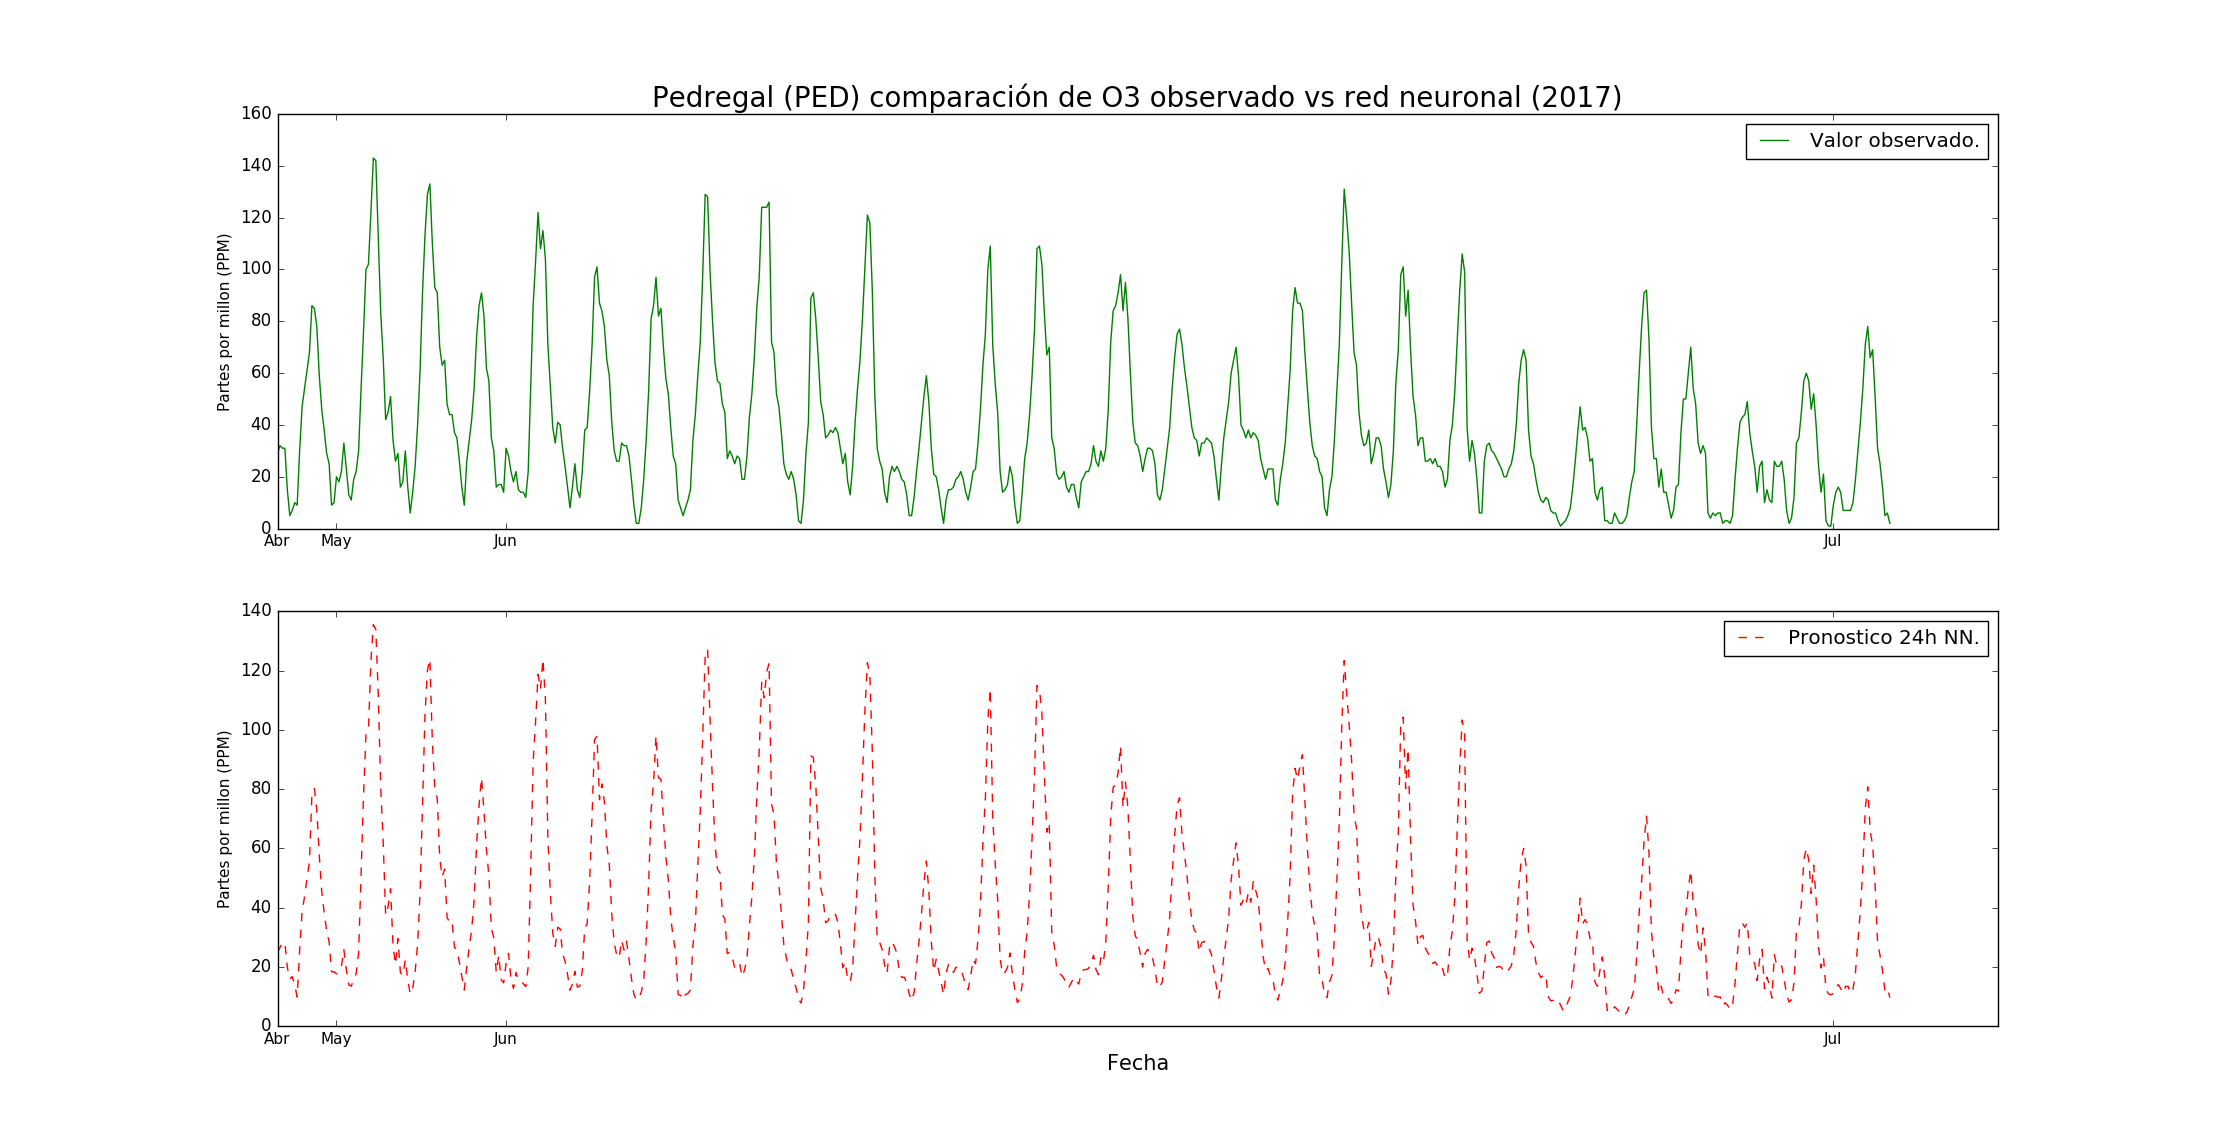 Pedregal (PED) comparación de O3 observado vs red neuronal (2017)
160
140
120
100
80
60
40
20
0
Partes por millon (PPM)
Valor observado.
Abr May Jun Jul
140
120
100
80
60
40
20
0
Partes por millon (PPM)
Pronostico 24h NN.
Abr May Jun Jul
Fecha